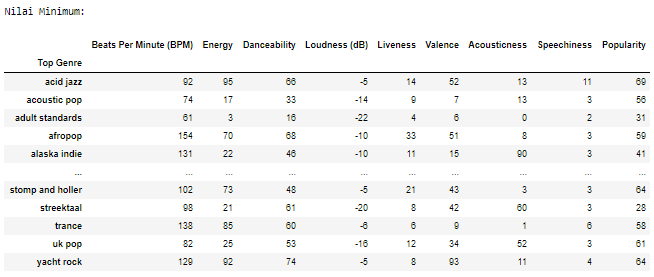 Nilai Minimum:
Beats Per Minute (BPM) Energy Danceability Loudness (dB) Liveness Valence Acousticness Speechiness Popularity
Top Genre
acid jazz 92 95 66 -5 14 52 13 11 69
acoustic pop 74 17 33 -14 9 7 13 3 56
adult standards 61 3 16 -22 4 6 0 2 31
afropop 154 70 68 -10 33 51 8 3 59
alaska indie 131 22 46 -10 11 15 90 3 41
... ... ... ... ... ... ... ... ... ...
stomp and holler 102 73 48 -5 21 43 3 3 64
streektaal 98 21 61 -20 8 42 60 3 28
trance 138 85 60 -6 6 9 1 6 58
uk pop 82 25 53 -16 12 34 52 3 61
yacht rock 129 92 74 -5 8 93 11 4 64